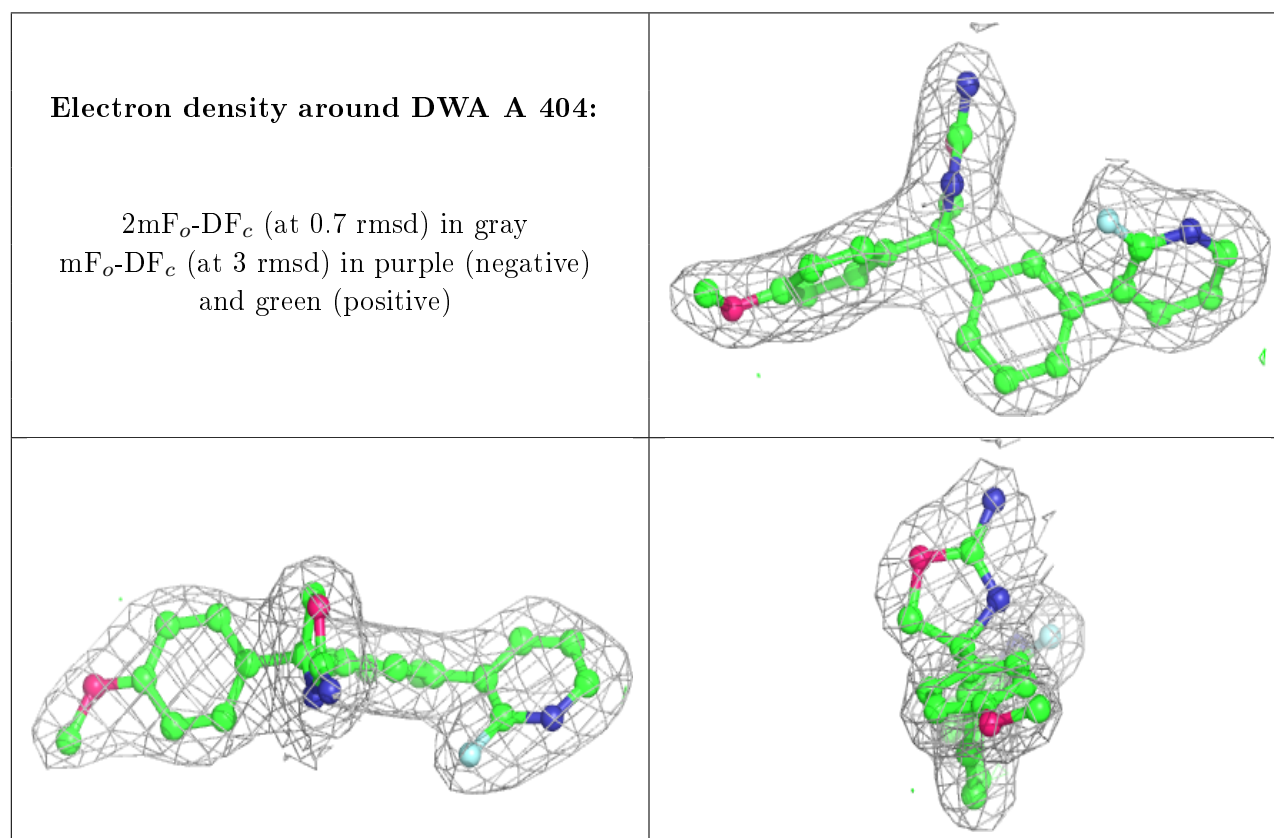 Electron density around DWA A 404:
2mFo-DFc (at 0.7 rmsd) in gray
mFo-DFc (at 3 rmsd) in purple (negative)
and green (positive)